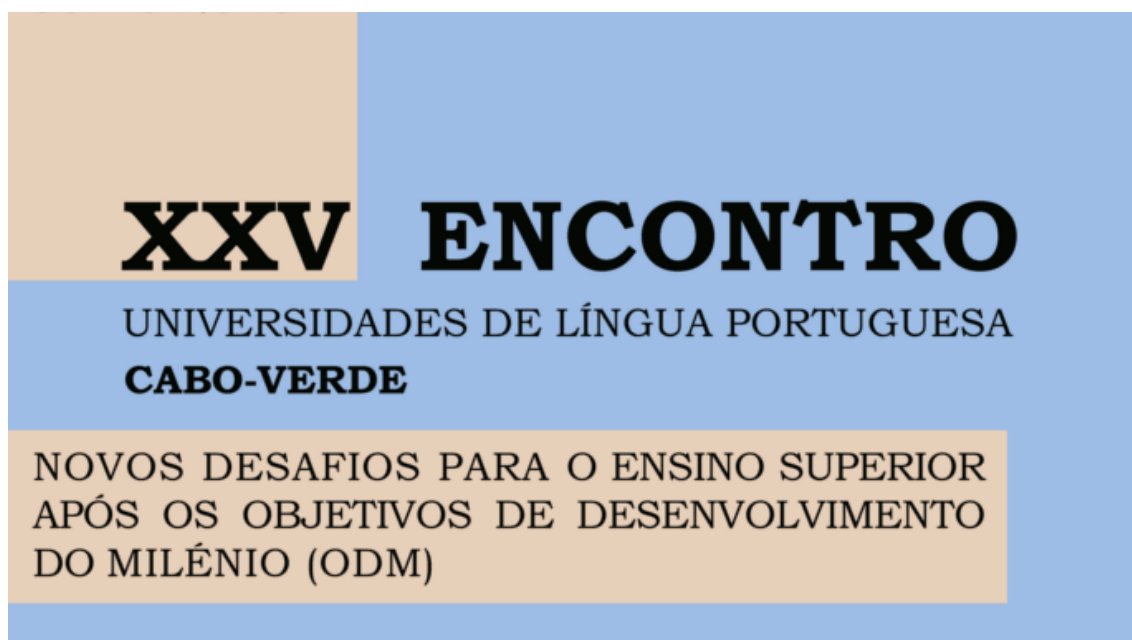 XXV ENCONTRO
UNIVERSIDADES DE LÍNGUA PORTUGUESA
CABO-VERDE
NOVOS DESAFIOS PARA O ENSINO SUPERIOR
APÓS OS OBJETIVOS DE DESENVOLVIMENTO
DO MILÉNIO (ODM)